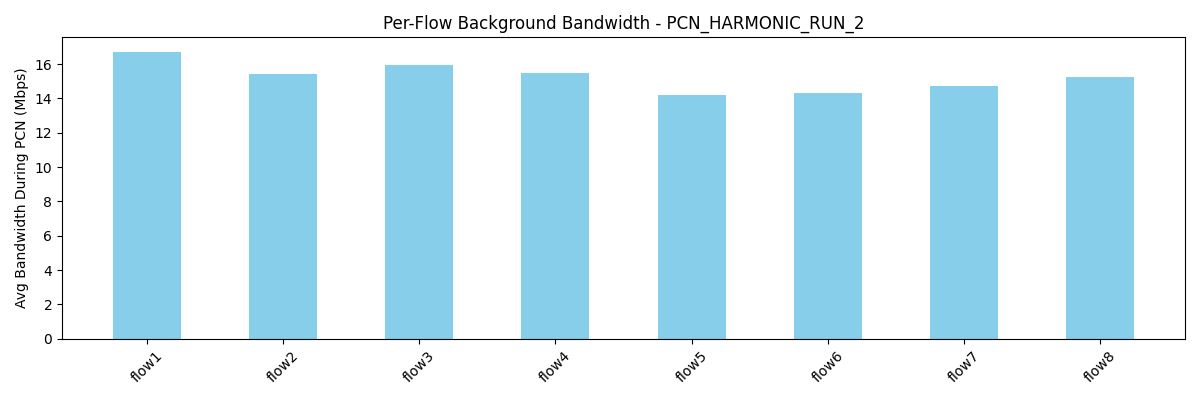 Per-Flow Background Bandwidth - PCN_HARMONIC_RUN_2
Avg Bandwidth During PCN (Mbps)
16
14
12
10
8
6
4
2
0
flow1
flow2
flow3
flow4
flow5
flow6
flow7
flow8